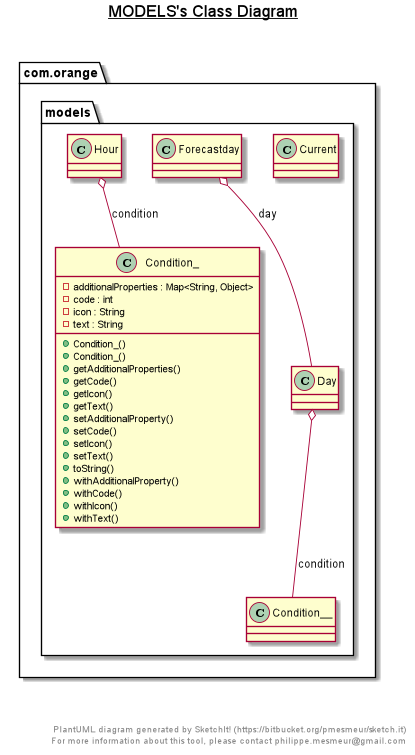 MODELS's Class Diagram
com.orange
models
C Hour
C Forecastday
C Current
condition
day
C Condition_
additionalProperties : Map<String, Object>
code : int
icon : String
text : String
Condition_()
Condition_()
getAdditionalProperties()
getCode()
getIcon()
getText()
setAdditionalProperty()
setCode()
setIcon()
setText()
toString()
withAdditionalProperty()
withCode()
withIcon()
withText()
C Day
condition
C Condition__
PlantUML diagram generated by SketchIt! (https://bitbucket.org/pmesmeur/sketch.it)
For more information about this tool, please contact philippe.mesmeur@gmail.com